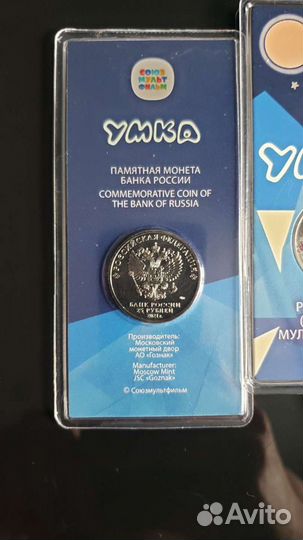 СОЮЗ
МУЛЬТ
ФИЛЬМ
УМКА
ПАМЯТНАЯ МОНЕТА
БАНКА РОССИИ
COMMEMORATIVE COIN OF
THE BANK OF RUSSIA
РОССИЙСКАЯ ФЕДЕРАЦИЯ
БАНК РОССИИ
25 РУБЛЕЙ
2021 г.
Производитель:
Московский
монетный двор
АО «Гознак»
Manufacturer:
Moscow Mint
JSC «Goznak»
© Союзмультфильм
Avito